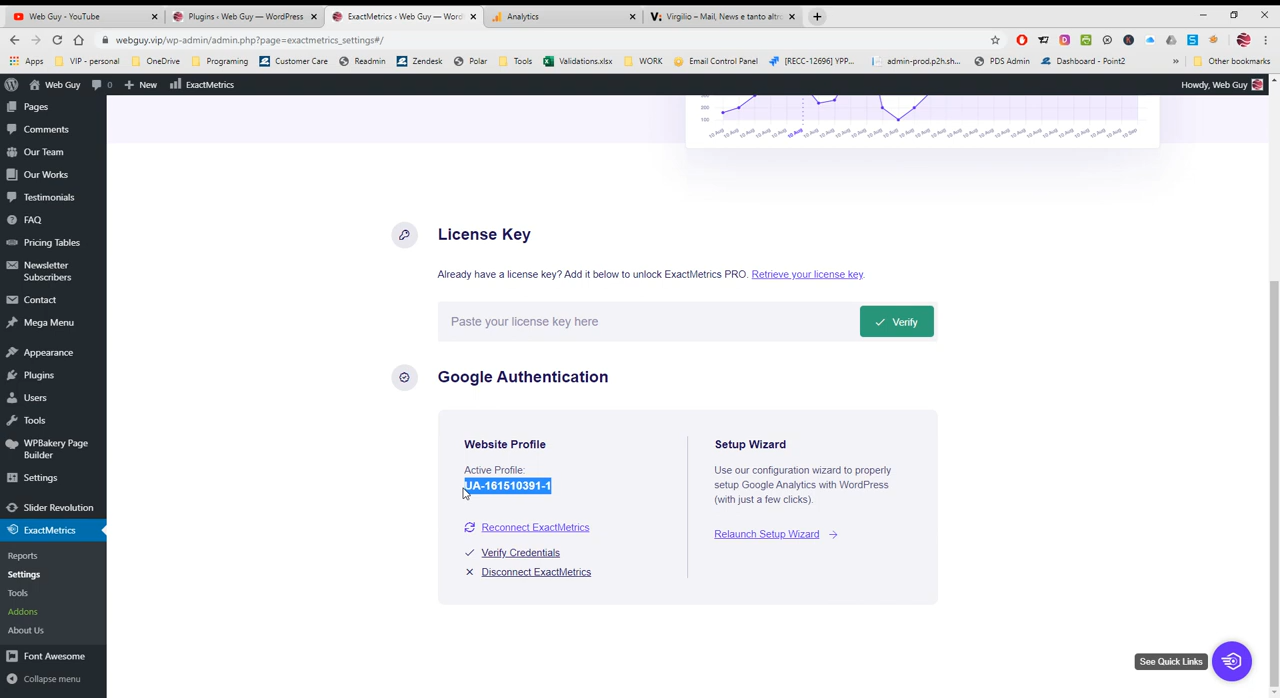 Web Guy - YouTube
Plugins ‹ Web Guy — WordPress
ExactMetrics ‹ Web Guy — Word
Analytics
Virgilio – Mail, News e tanto altro
webguy.vip/wp-admin/admin.php?page=exactmetrics_settings#/
Apps
VIP - personal
OneDrive
Programing
Customer Care
Readmin
Zendesk
Polar
Tools
Validations.xlsx
WORK
Email Control Panel
[RECC-12696] YPP...
admin-prod.p2h.sh...
PDS Admin
Dashboard - Point2
»
Other bookmarks
Web Guy
0
New
ExactMetrics
Howdy, Web Guy
Pages
Comments
Our Team
Our Works
Testimonials
FAQ
Pricing Tables
Newsletter
Subscribers
Contact
Mega Menu
Appearance
Plugins
Users
Tools
WPBakery Page
Builder
Settings
Slider Revolution
ExactMetrics
Reports
Settings
Tools
Addons
About Us
Font Awesome
Collapse menu
200
100
10 Aug
10 Sep
License Key
Already have a license key? Add it below to unlock ExactMetrics PRO. Retrieve your license key.
Paste your license key here
Verify
Google Authentication
Website Profile
Active Profile:
UA-161510391-1
Reconnect ExactMetrics
Verify Credentials
Disconnect ExactMetrics
Setup Wizard
Use our configuration wizard to properly
setup Google Analytics with WordPress
(with just a few clicks).
Relaunch Setup Wizard
See Quick Links